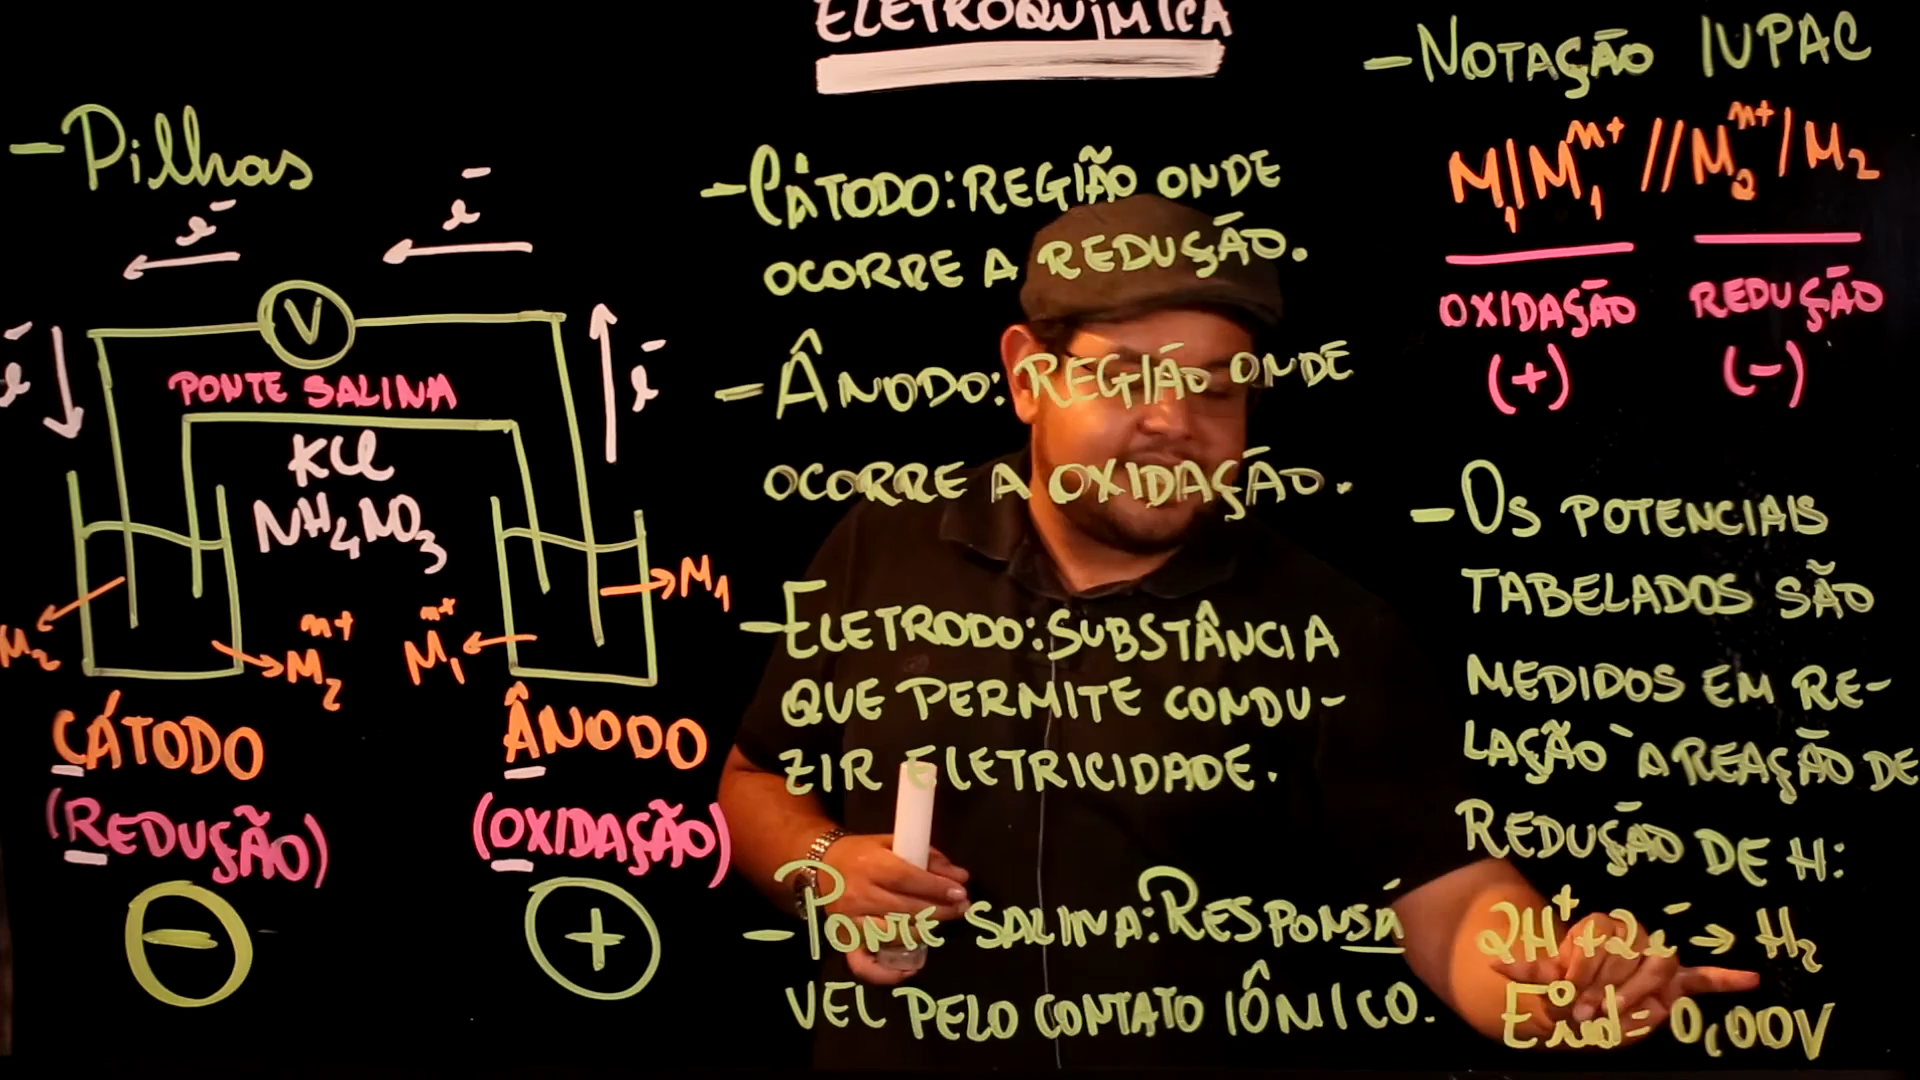 ELETROQUÍMICA
- Pilhas
e⁻ e⁻
V
e⁻ e⁻
PONTE SALINA
KCl
NH₄NO₃
M₂ M₂ⁿ⁺ M₁ⁿ⁺ M₁
CÁTODO ÂNODO
(REDUÇÃO) (OXIDAÇÃO)
- +
- CÁTODO: REGIÃO ONDE
OCORRE A REDUÇÃO.
- ÂNODO: REGIÃO ONDE
OCORRE A OXIDAÇÃO.
- ELETRODO: SUBSTÂNCIA
QUE PERMITE CONDU-
ZIR ELETRICIDADE.
- PONTE SALINA: RESPONSÁ
VEL PELO CONTATO IÔNICO.
- NOTAÇÃO IUPAC
M₁/M₁ⁿ⁺ // M₂ⁿ⁺/M₂
OXIDAÇÃO REDUÇÃO
(+) (-)
- OS POTENCIAIS
TABELADOS SÃO
MEDIDOS EM RE-
LAÇÃO À REAÇÃO DE
REDUÇÃO DE H:
2H⁺+2e⁻ → H₂
E°red = 0,00V